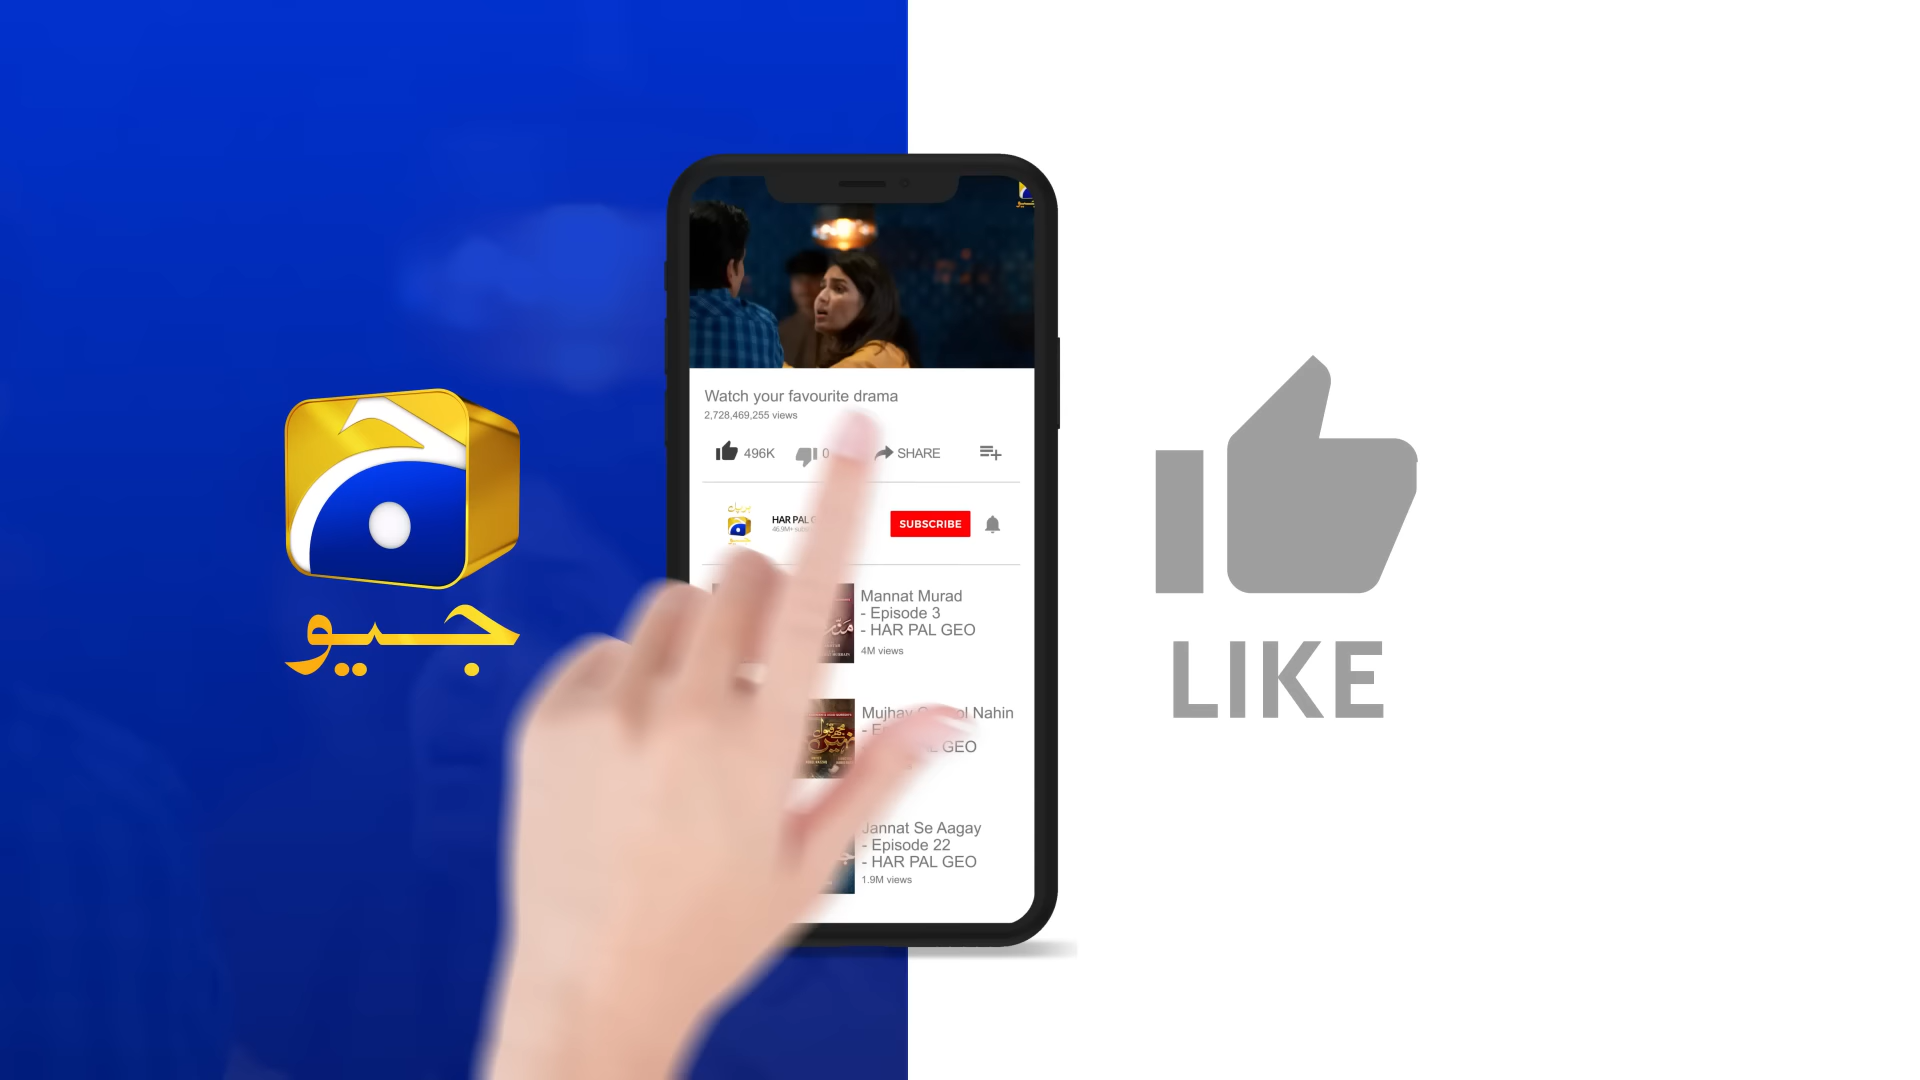 جیو
Watch your favourite drama
2,728,469,255 views
496K
0
SHARE
HAR PAL
SUBSCRIBE
Mannat Murad
- Episode 3
- HAR PAL GEO
4M views
Mujhay Nahin
GEO
Jannat Se Aagay
- Episode 22
- HAR PAL GEO
1.9M views
LIKE